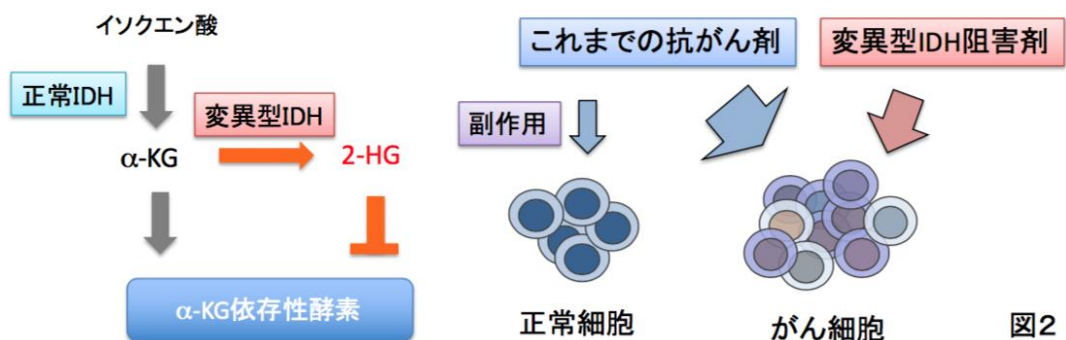 イソクエン酸
正常IDH
変異型IDH
α-KG
2-HG
α-KG依存性酵素
これまでの抗がん剤
変異型IDH阻害剤
副作用
正常細胞
がん細胞
図2